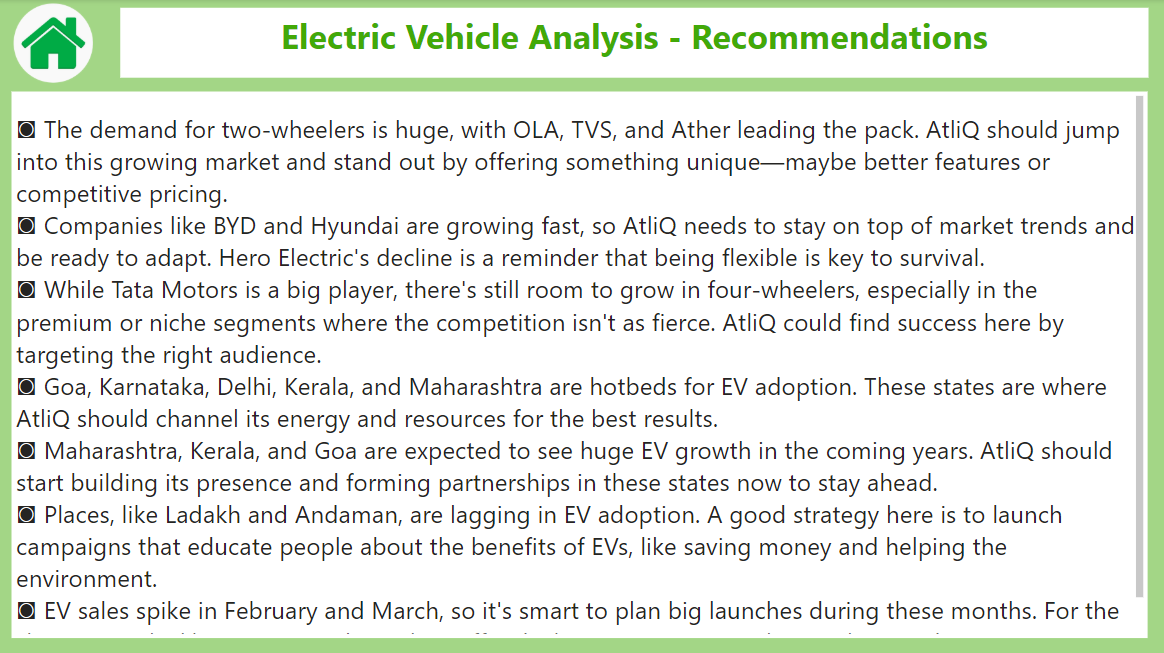 Electric Vehicle Analysis - Recommendations
◙ The demand for two-wheelers is huge, with OLA, TVS, and Ather leading the pack. AtliQ should jump
into this growing market and stand out by offering something unique—maybe better features or
competitive pricing.
◙ Companies like BYD and Hyundai are growing fast, so AtliQ needs to stay on top of market trends and
be ready to adapt. Hero Electric's decline is a reminder that being flexible is key to survival.
◙ While Tata Motors is a big player, there's still room to grow in four-wheelers, especially in the
premium or niche segments where the competition isn't as fierce. AtliQ could find success here by
targeting the right audience.
◙ Goa, Karnataka, Delhi, Kerala, and Maharashtra are hotbeds for EV adoption. These states are where
AtliQ should channel its energy and resources for the best results.
◙ Maharashtra, Kerala, and Goa are expected to see huge EV growth in the coming years. AtliQ should
start building its presence and forming partnerships in these states now to stay ahead.
◙ Places, like Ladakh and Andaman, are lagging in EV adoption. A good strategy here is to launch
campaigns that educate people about the benefits of EVs, like saving money and helping the
environment.
◙ EV sales spike in February and March, so it's smart to plan big launches during these months. For the